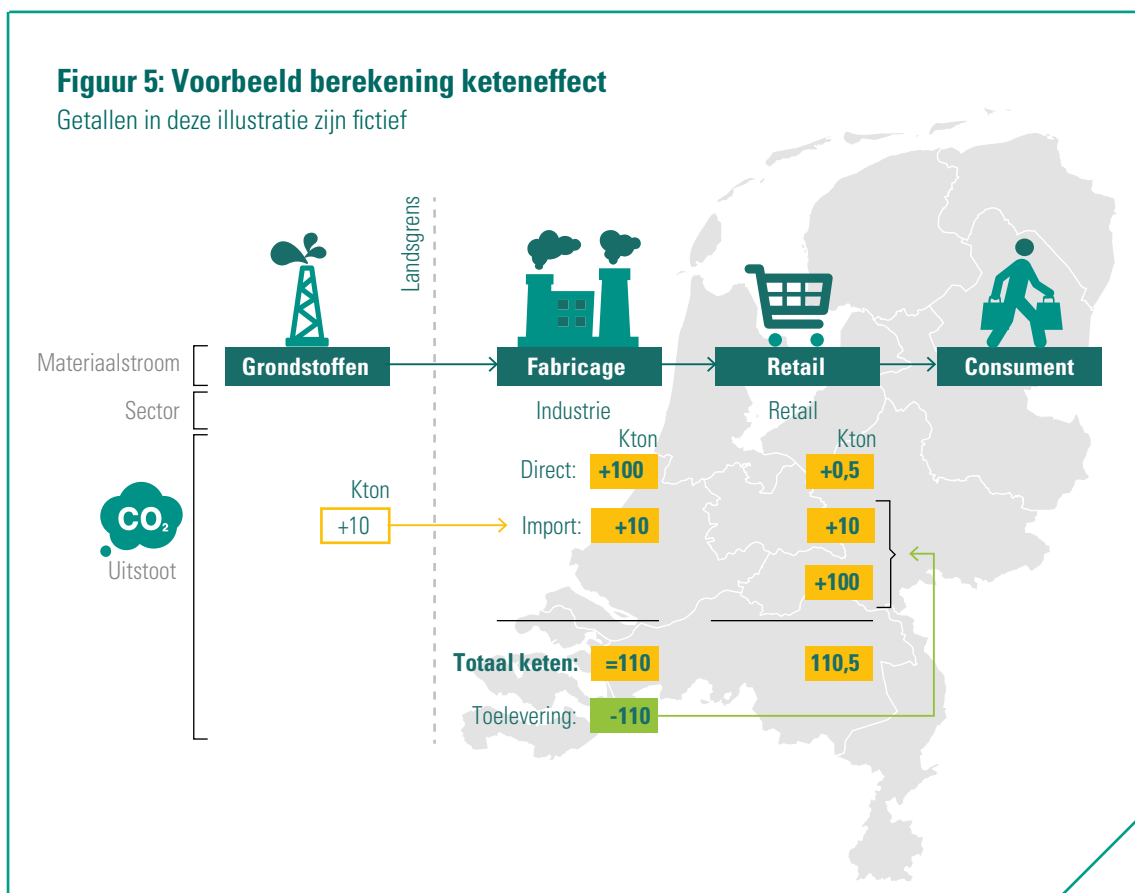 Figuur 5: Voorbeeld berekening keteneffect
Getallen in deze illustratie zijn fictief
Landsgrens
Materiaalstroom
Grondstoffen
Fabricage
Retail
Consument
Sector
Industrie
Retail
Kton
Kton
Direct: +100 +0,5
Kton
CO₂
+10
Import: +10 +10
Uitstoot
+100
Totaal keten: =110 110,5
Toelevering: -110